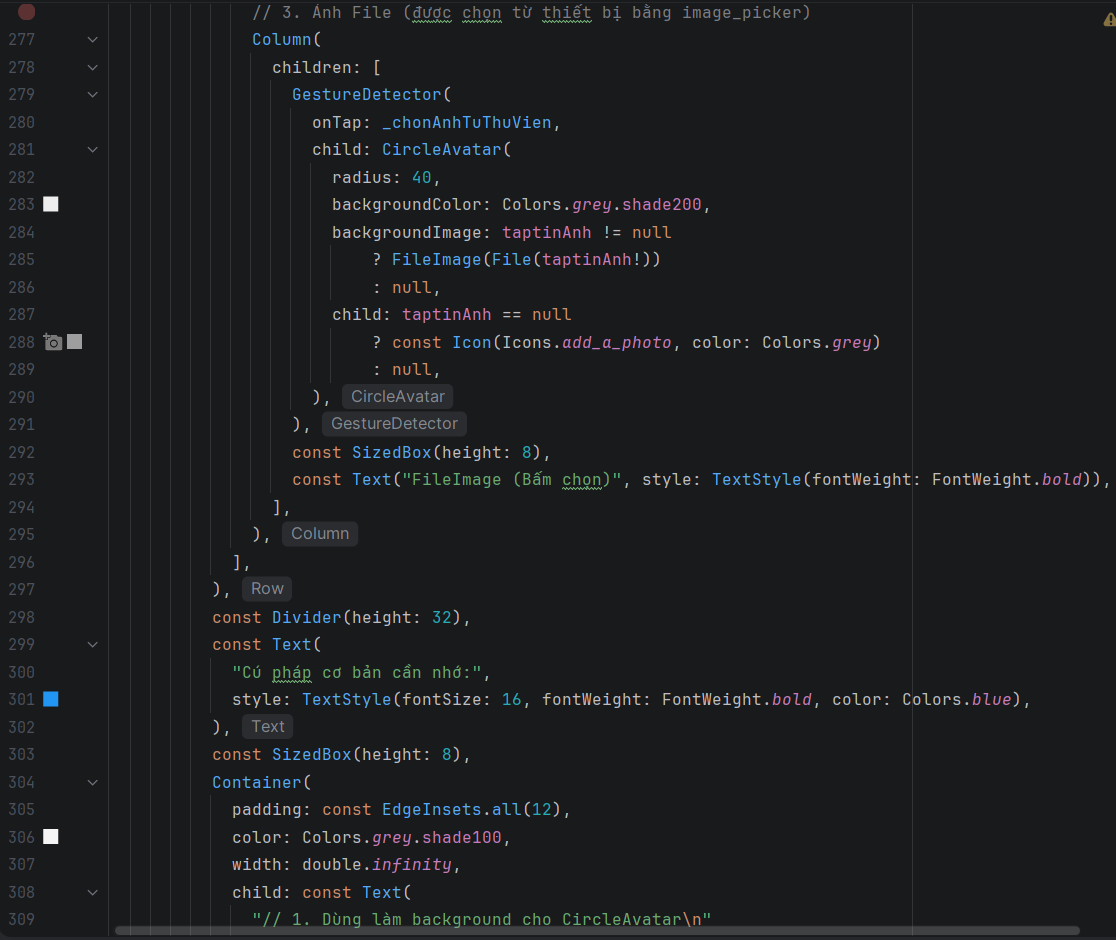 // 3. Ảnh File (được chọn từ thiết bị bằng image_picker)
277 Column(
278 children: [
279 GestureDetector(
280 onTap: _chonAnhTuThuVien,
281 child: CircleAvatar(
282 radius: 40,
283 backgroundColor: Colors.grey.shade200,
284 backgroundImage: taptinAnh != null
285 ? FileImage(File(taptinAnh!))
286 : null,
287 child: taptinAnh == null
288 ? const Icon(Icons.add_a_photo, color: Colors.grey)
289 : null,
290 ), CircleAvatar
291 ), GestureDetector
292 const SizedBox(height: 8),
293 const Text("FileImage (Bấm chọn)", style: TextStyle(fontWeight: FontWeight.bold)),
294 ],
295 ), Column
296 ],
297 ), Row
298 const Divider(height: 32),
299 const Text(
300 "Cú pháp cơ bản cần nhớ:",
301 style: TextStyle(fontSize: 16, fontWeight: FontWeight.bold, color: Colors.blue),
302 ), Text
303 const SizedBox(height: 8),
304 Container(
305 padding: const EdgeInsets.all(12),
306 color: Colors.grey.shade100,
307 width: double.infinity,
308 child: const Text(
309 "// 1. Dùng làm background cho CircleAvatar\n"